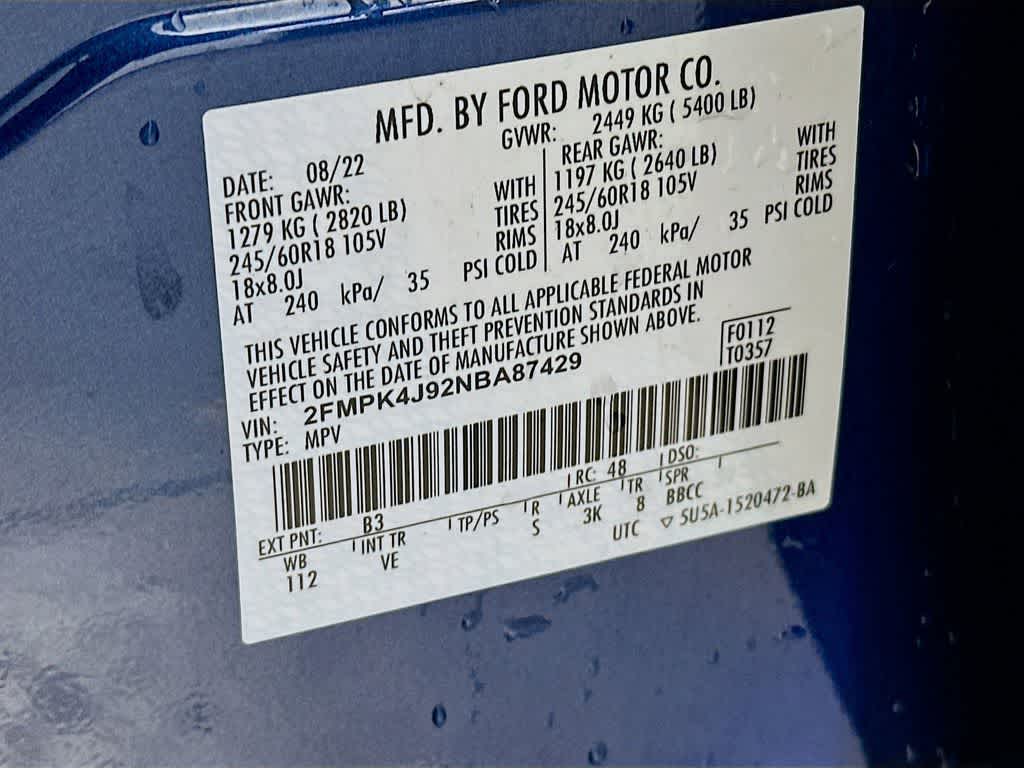 MFD. BY FORD MOTOR CO.
DATE: 08/22 GVWR: 2449 KG ( 5400 LB)
FRONT GAWR: REAR GAWR:
1279 KG ( 2820 LB) WITH 1197 KG ( 2640 LB) WITH
245/60R18 105V TIRES 245/60R18 105V TIRES
18x8.0J RIMS 18x8.0J RIMS
AT 240 kPa/ 35 PSI COLD AT 240 kPa/ 35 PSI COLD
THIS VEHICLE CONFORMS TO ALL APPLICABLE FEDERAL MOTOR
VEHICLE SAFETY AND THEFT PREVENTION STANDARDS IN
EFFECT ON THE DATE OF MANUFACTURE SHOWN ABOVE.
F0112
T0357
VIN: 2FMPK4J92NBA87429
TYPE: MPV
EXT PNT: B3 RC: 48 DSO:
WB INT TR TP/PS R AXLE TR SPR
112 VE S 3K 8 BBCC
UTC ▽ 5U5A-1520472-BA